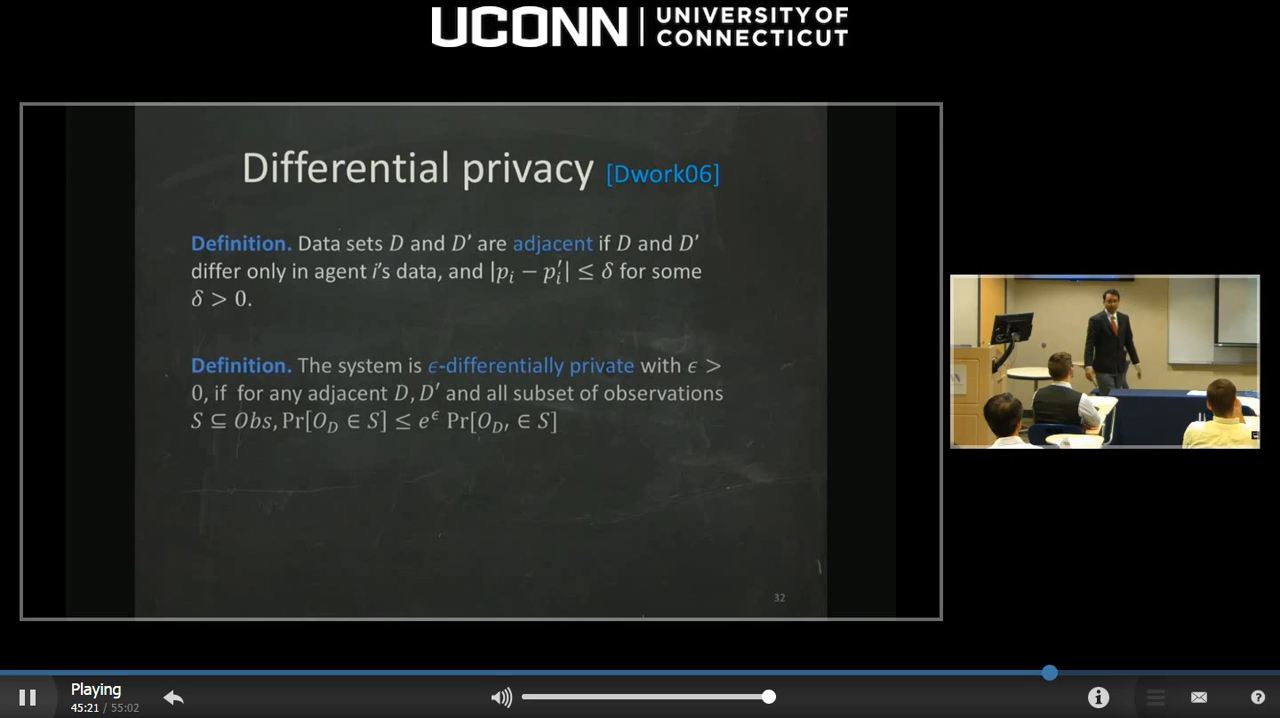 UCONN
UNIVERSITY OF
CONNECTICUT
Differential privacy [Dwork06]
Definition. Data sets D and D′ are adjacent if D and D′
differ only in agent i's data, and |pᵢ − pᵢ′| ≤ δ for some
δ > 0.
Definition. The system is ϵ-differentially private with ϵ >
0, if for any adjacent D, D′ and all subset of observations
S ⊆ Obs, Pr[O_D ∈ S] ≤ e^ϵ Pr[O_D′ ∈ S]
32
Playing
45:21 / 55:02